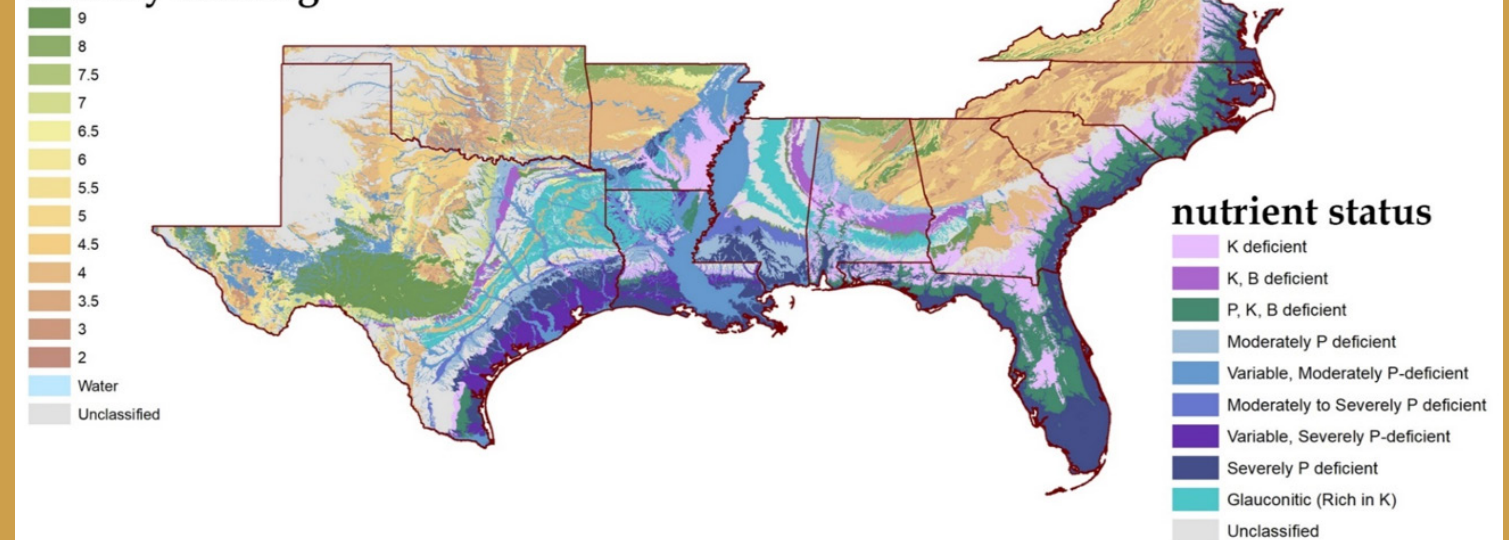 9
8
7.5
7
6.5
6
5.5
5
4.5
4
3.5
3
2
Water
Unclassified
nutrient status
K deficient
K, B deficient
P, K, B deficient
Moderately P deficient
Variable, Moderately P-deficient
Moderately to Severely P deficient
Variable, Severely P-deficient
Severely P deficient
Glauconitic (Rich in K)
Unclassified